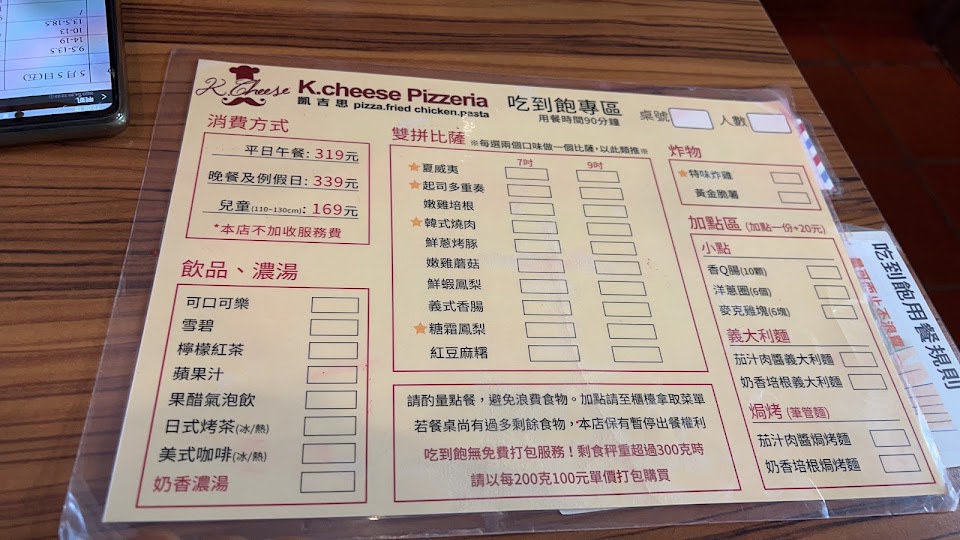 5月5日(五)
9.5-13.5
14-19
10-13
13.5-18.5
K.Cheese
K.cheese Pizzeria
凱吉思 pizza.fried chicken.pasta
吃到飽專區
用餐時間90分鐘
桌號
人數
消費方式
平日午餐: 319元
晚餐及例假日: 339元
兒童(110~130cm): 169元
*本店不加收服務費
飲品、濃湯
可口可樂
雪碧
檸檬紅茶
蘋果汁
果醋氣泡飲
日式烤茶(冰/熱)
美式咖啡(冰/熱)
奶香濃湯
雙拼比薩 ※每選兩個口味做一個比薩,以此類推※
7吋 9吋
夏威夷
起司多重奏
嫩雞培根
韓式燒肉
鮮蔥烤豚
嫩雞蘑菇
鮮蝦鳳梨
義式香腸
糖霜鳳梨
紅豆麻糬
請酌量點餐,避免浪費食物。加點請至櫃檯拿取菜單
若餐桌尚有過多剩餘食物,本店保有暫停出餐權利
吃到飽無免費打包服務!剩食秤重超過300克時
請以每200克100元單價打包購買
炸物
特味炸雞
黃金脆薯
加點區 (加點一份+20元)
小點
香Q腸(10顆)
洋蔥圈(6個)
麥克雞塊(6塊)
義大利麵
茄汁肉醬義大利麵
奶香培根義大利麵
焗烤 (筆管麵)
茄汁肉醬焗烤麵
奶香培根焗烤麵
吃到飽用餐規則